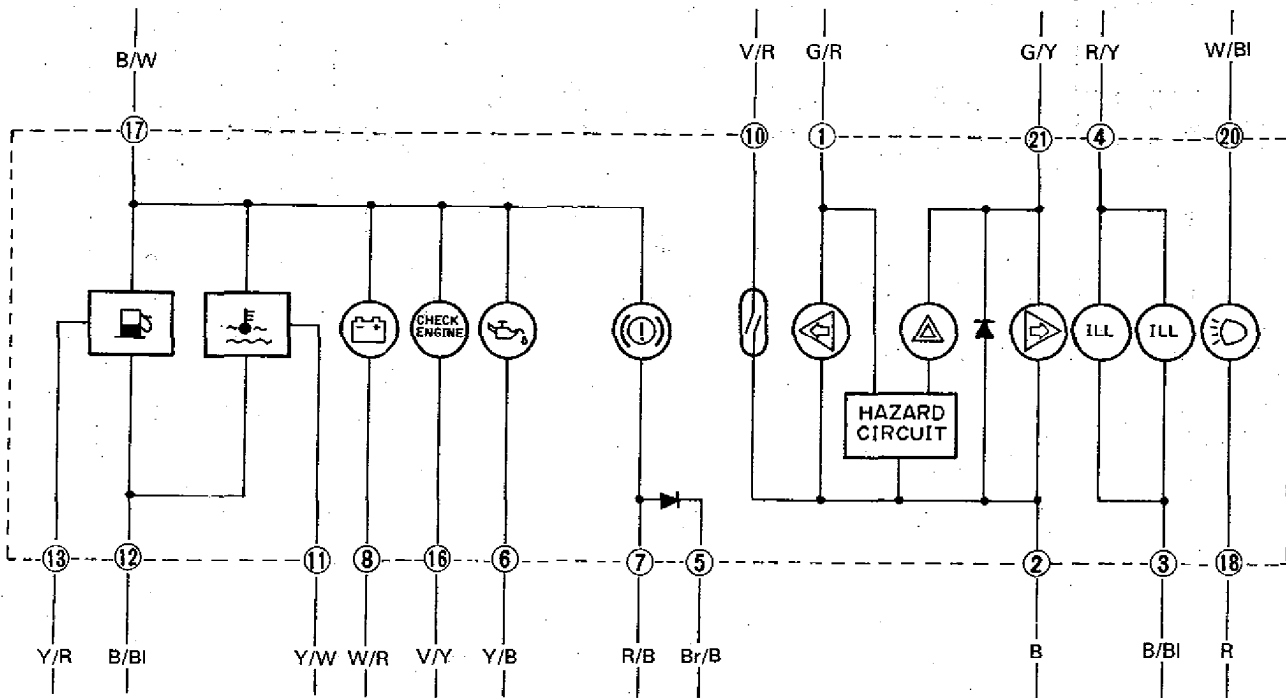 B/W V/R G/R G/Y R/Y W/Bl
17 10 1 21 4 20
CHECK
ENGINE
ILL ILL
HAZARD
CIRCUIT
13 12 11 8 16 6 7 5 2 3 18
Y/R B/Bl Y/W W/R V/Y Y/B R/B Br/B B B/Bl R